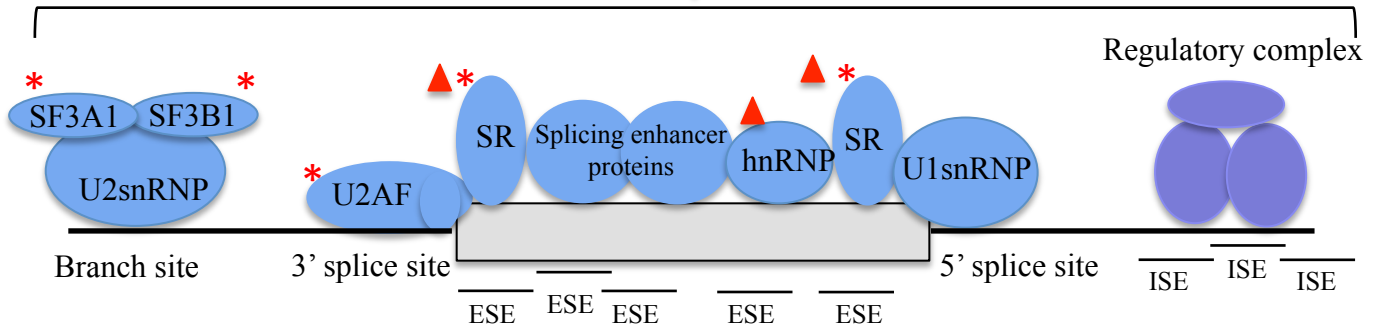 Regulatory complex
* * * *
SF3A1 SF3B1
SR Splicing enhancer proteins hnRNP SR
U2snRNP * U2AF U1snRNP
Branch site 3’ splice site 5’ splice site
ISE ISE ISE
ESE ESE ESE ESE ESE